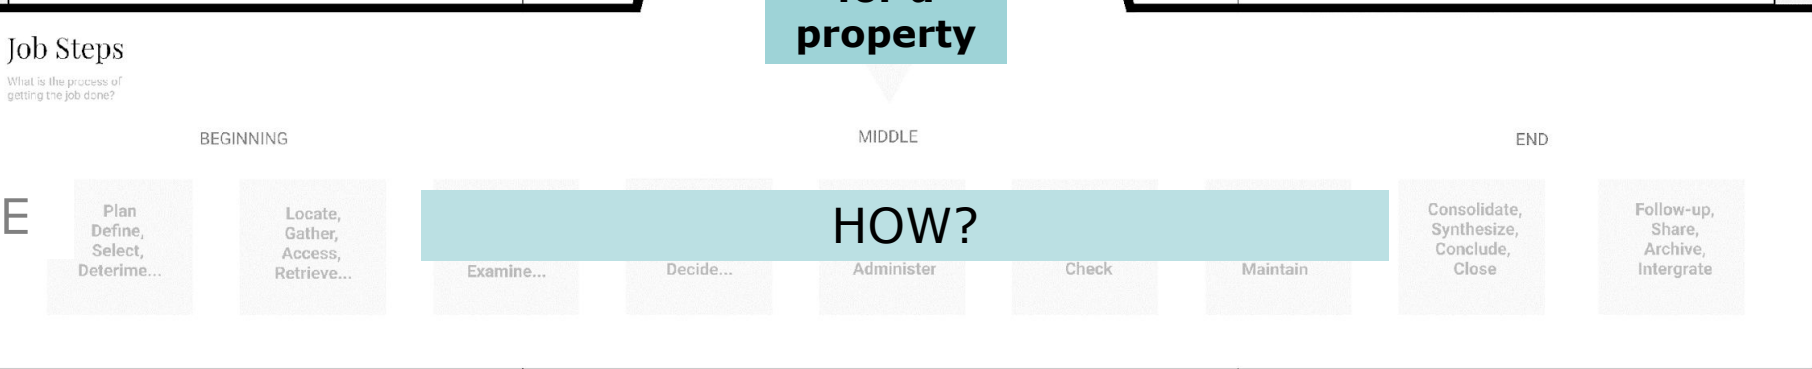 property
Job Steps
What is the process of
getting the job done?
BEGINNING
MIDDLE
END
E
Plan
Define,
Select,
Deterime...
Locate,
Gather,
Access,
Retrieve...
HOW?
Examine...
Decide...
Administer
Check
Maintain
Consolidate,
Synthesize,
Conclude,
Close
Follow-up,
Share,
Archive,
Intergrate